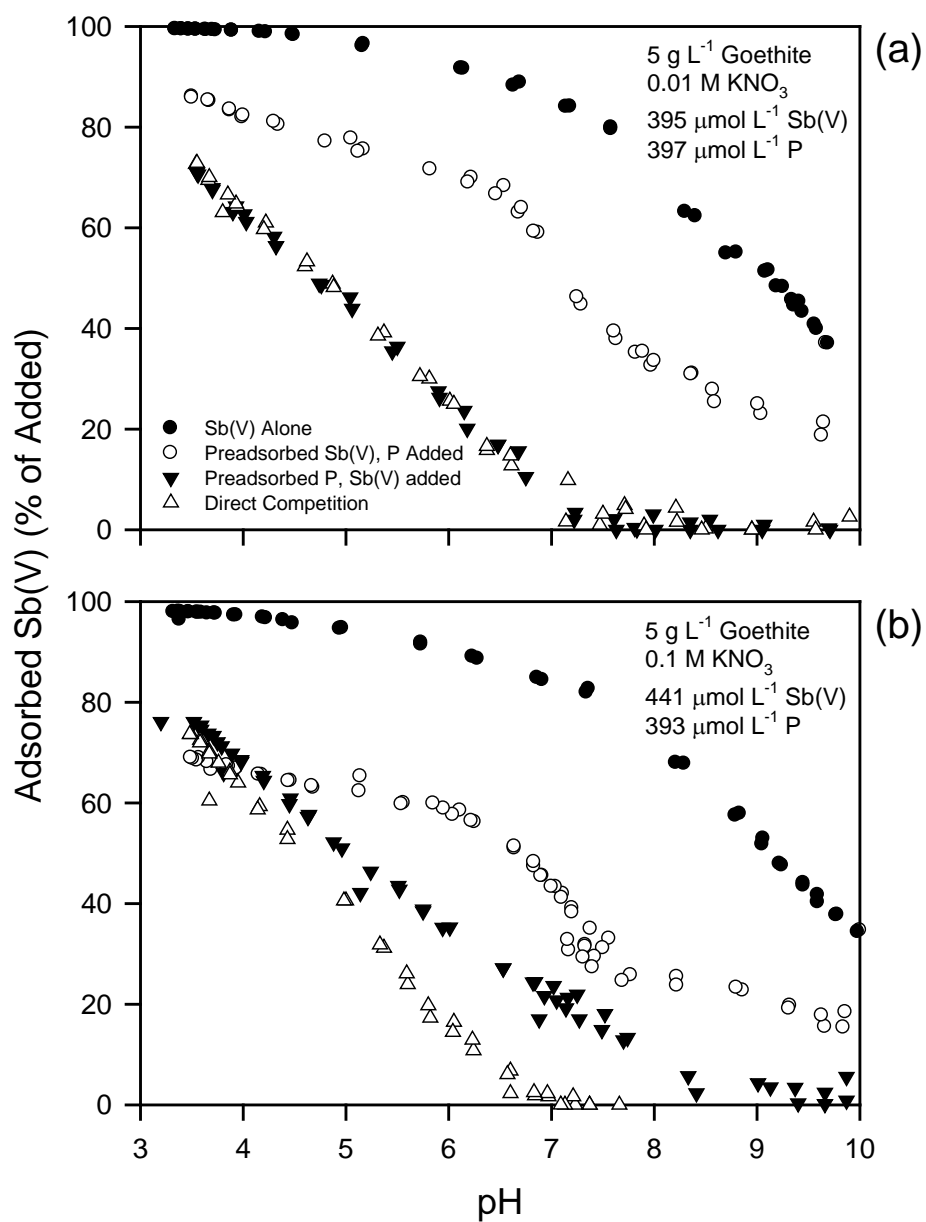 Adsorbed Sb(V) (% of Added)
100
80
60
40
20
0
(a)
5 g L⁻¹ Goethite
0.01 M KNO₃
395 μmol L⁻¹ Sb(V)
397 μmol L⁻¹ P
Sb(V) Alone
Preadsorbed Sb(V), P Added
Preadsorbed P, Sb(V) added
Direct Competition
100
80
60
40
20
0
(b)
5 g L⁻¹ Goethite
0.1 M KNO₃
441 μmol L⁻¹ Sb(V)
393 μmol L⁻¹ P
3 4 5 6 7 8 9 10
pH